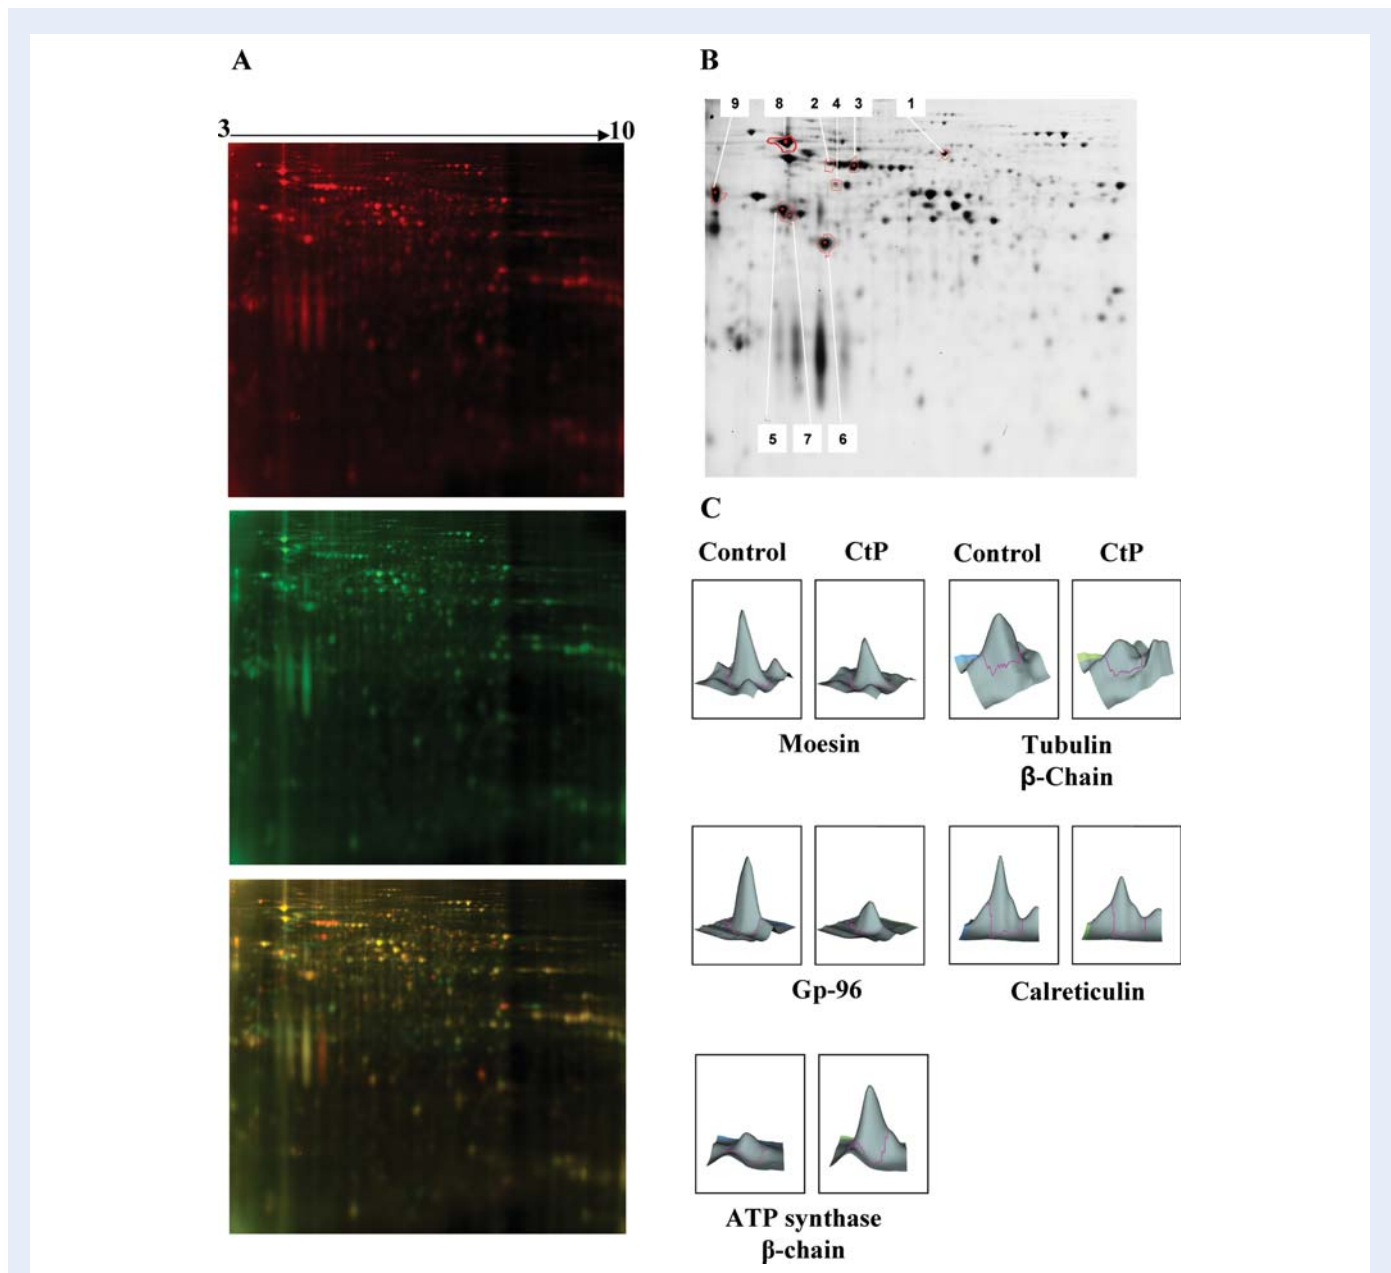 A
3 10
B
9 8 2 4 3 1
5 7 6
C
Control CtP Control CtP
Moesin
Tubulin
β-Chain
Gp-96
Calreticulin
ATP synthase
β-chain